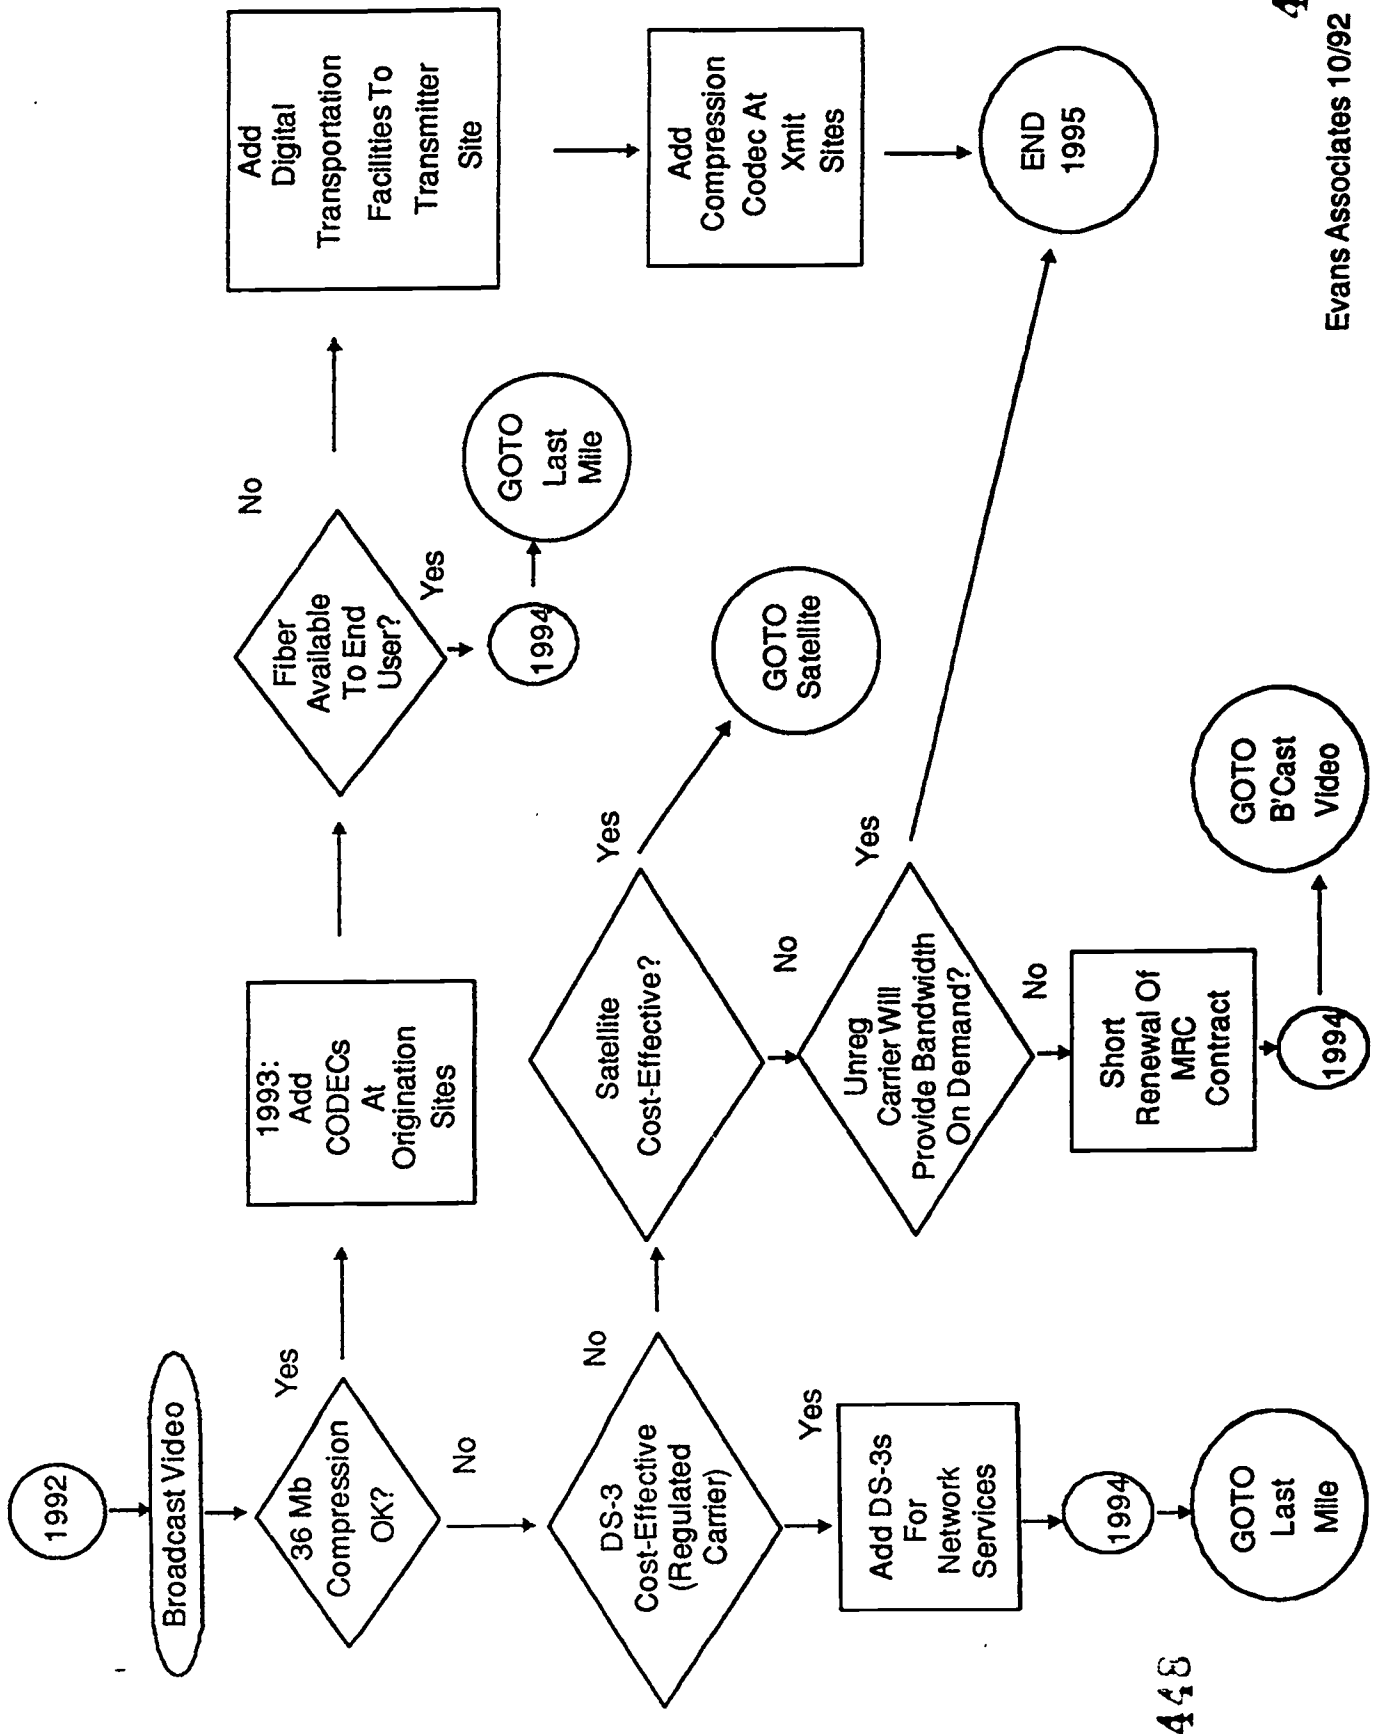 1992
Broadcast Video
36 Mb
Compression
OK?
Yes
No
1993:
Add
CODECs
At
Origination
Sites
Fiber
Available
To End
User?
No
Yes
1994
GOTO
Last
Mile
Add
Digital
Transportation
Facilities To
Transmitter
Site
Add
Compression
Codec At
Xmit
Sites
END
1995
DS-3
Cost-Effective
(Regulated
Carrier)
No
Yes
Satellite
Cost-Effective?
Yes
No
GOTO
Satellite
Unreg
Carrier Will
Provide Bandwidth
On Demand?
Yes
No
Short
Renewal Of
MRC
Contract
1994
GOTO
B'Cast
Video
Add DS-3s
For
Network
Services
1994
GOTO
Last
Mile
448
Evans Associates 10/92